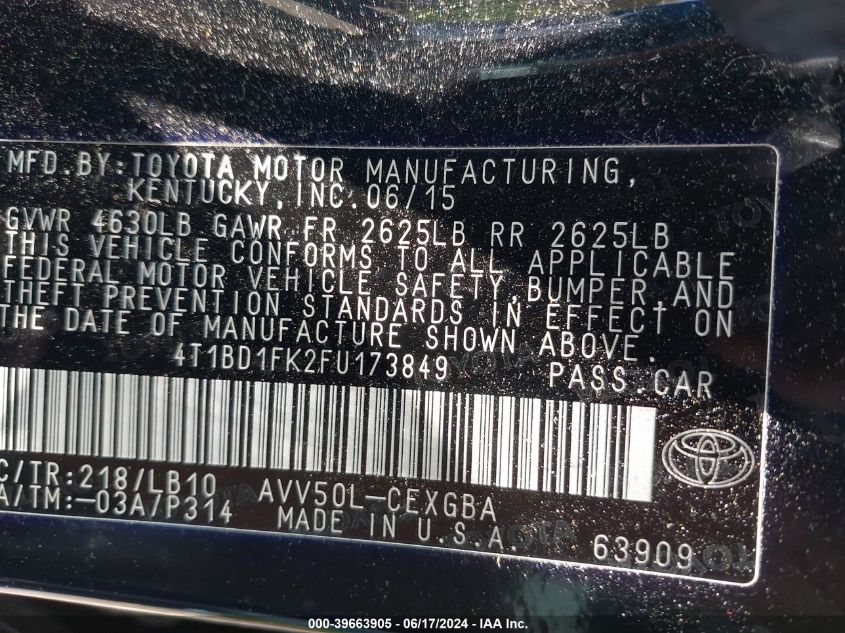 MFD.BY:TOYOTA MOTOR MANUFACTURING,
KENTUCKY, INC. 06/15
GVWR 4630LB GAWR FR 2625LB RR 2625LB
THIS VEHICLE CONFORMS TO ALL APPLICABLE
FEDERAL MOTOR VEHICLE SAFETY, BUMPER, AND
THEFT PREVENTION STANDARDS IN EFFECT ON
THE DATE OF MANUFACTURE SHOWN ABOVE.
4T1BD1FK2FU173849 PASS.CAR
C/TR:218/LB10 AVV50L-CEXGBA
A/TM:-03A/P314 MADE IN U.S.A. 63909
000-39663905 - 06/17/2024 - IAA Inc.